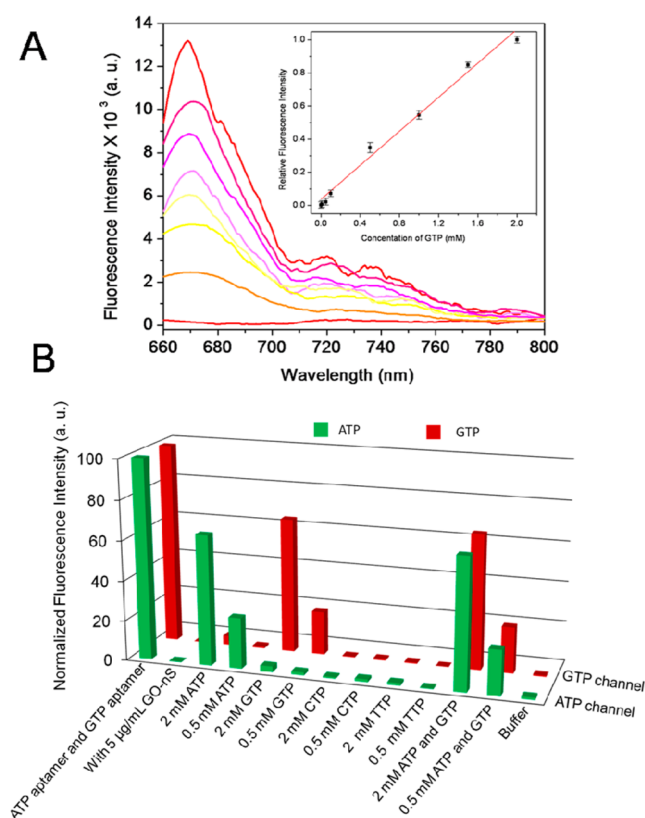 A
Fluorescence Intensity X 10 3 (a. u.)
14
12
10
8
6
4
2
0
660 680 700 720 740 760 780 800
Wavelength (nm)
Relative Fluorescence Intensity
1.0
0.8
0.6
0.4
0.2
0.0
0.0 0.4 0.8 1.2 1.6 2.0
Concentation of GTP (mM)
B
Normalized Fluorescence Intensity (a. u.)
ATP GTP
100
80
60
40
20
0
GTP channel
ATP channel
ATP aptamer and GTP aptamer
With 5 μg/mL GO-nS
2 mM ATP
0.5 mM ATP
2 mM GTP
0.5 mM GTP
2 mM CTP
0.5 mM CTP
2 mM TTP
0.5 mM TTP
2 mM ATP and GTP
0.5 mM ATP and GTP
Buffer